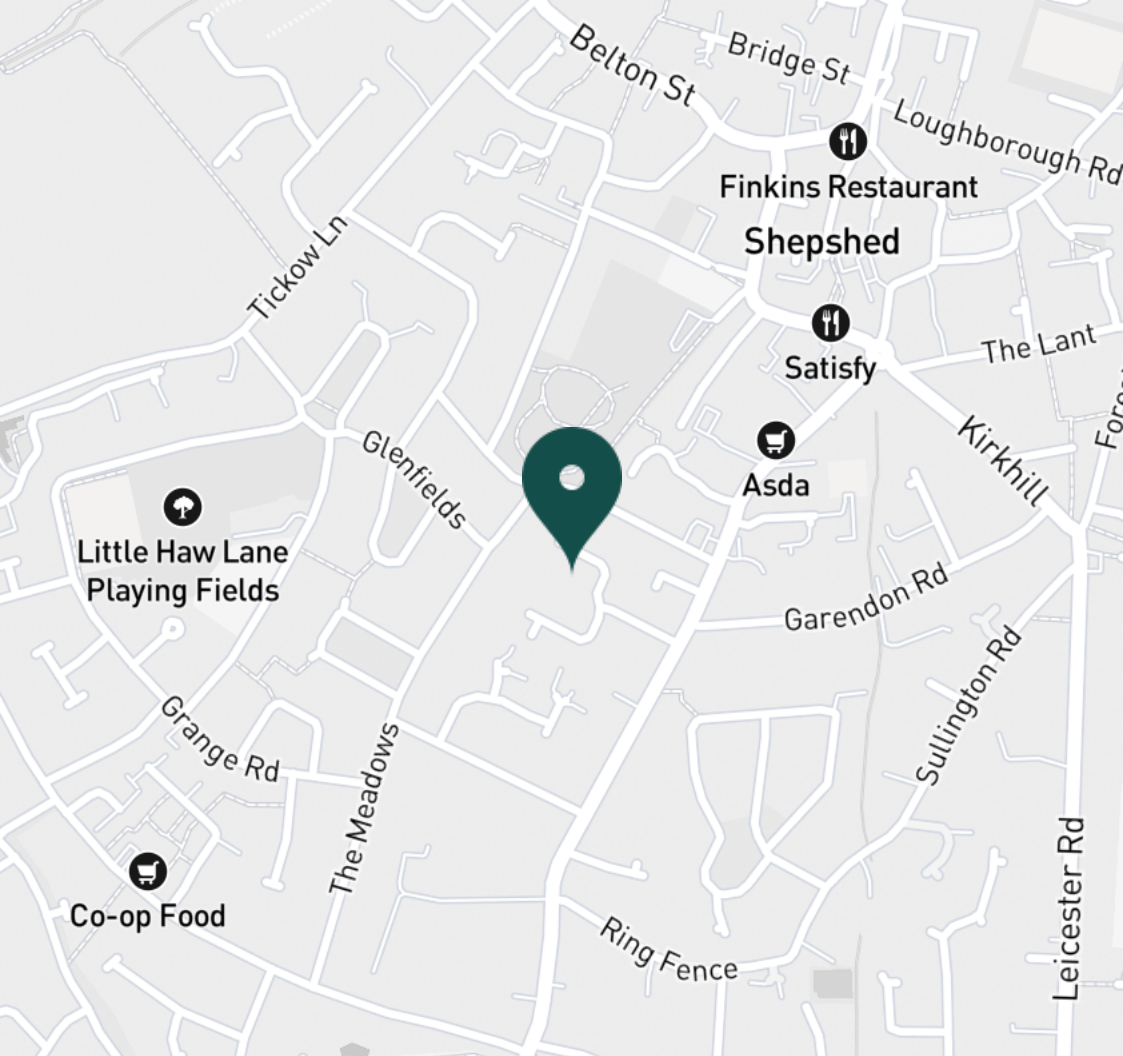 Belton St
Bridge St
Loughborough Rd
Finkins Restaurant
Shepshed
Tickow Ln
Satisfy
The Lant
Glenfields
Kirkhill
Asda
Little Haw Lane
Playing Fields
Garendon Rd
Sullington Rd
Grange Rd
The Meadows
Leicester Rd
Co-op Food
Ring Fence